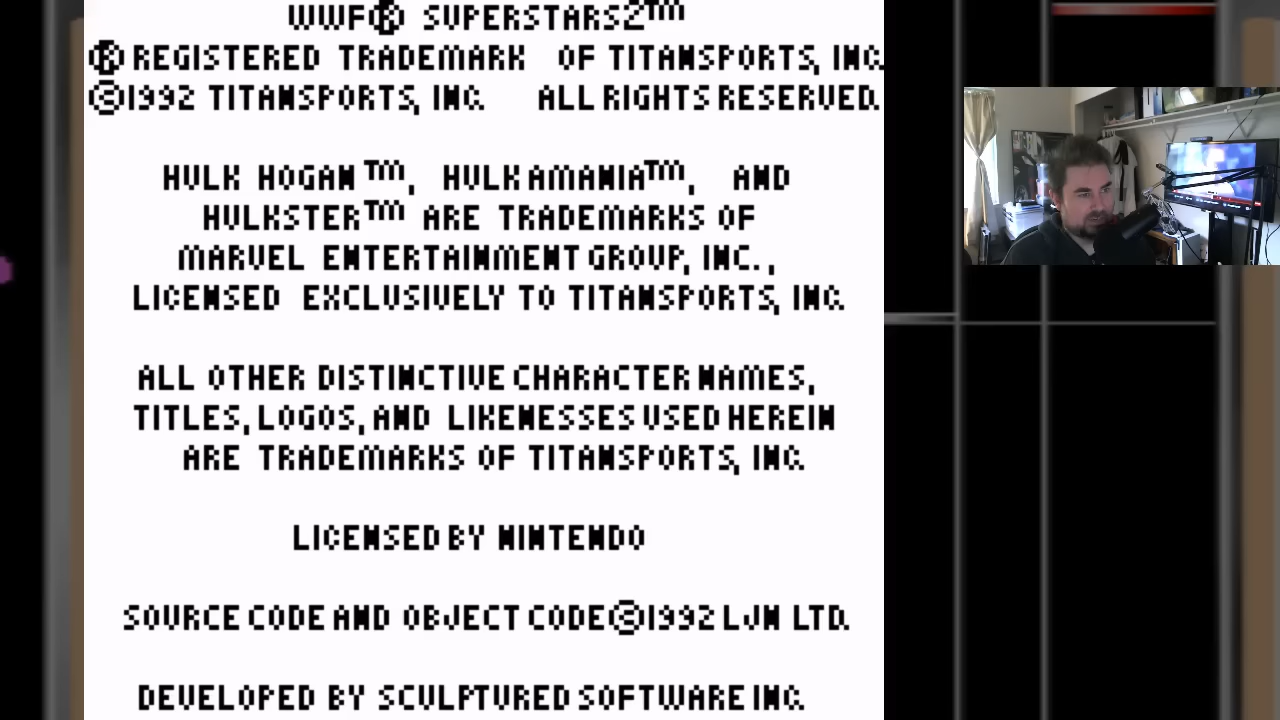 WWF® SUPERSTARS2™
® REGISTERED TRADEMARK OF TITANSPORTS, INC.
©1992 TITANSPORTS, INC. ALL RIGHTS RESERVED.
HULK HOGAN™, HULKAMANIA™, AND
HULKSTER™ ARE TRADEMARKS OF
MARVEL ENTERTAINMENT GROUP, INC.,
LICENSED EXCLUSIVELY TO TITANSPORTS, INC.
ALL OTHER DISTINCTIVE CHARACTER NAMES,
TITLES, LOGOS, AND LIKENESSES USED HEREIN
ARE TRADEMARKS OF TITANSPORTS, INC.
LICENSED BY NINTENDO
SOURCE CODE AND OBJECT CODE ©1992 LJN LTD.
DEVELOPED BY SCULPTURED SOFTWARE INC.